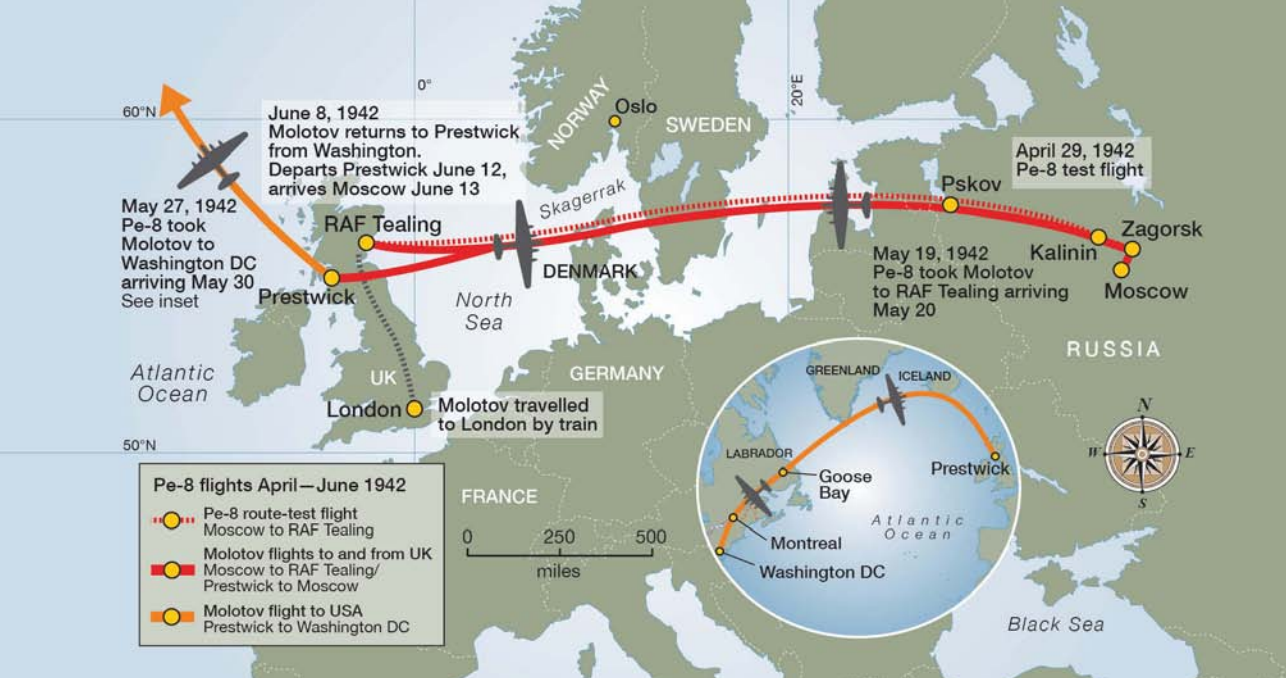 60°N
0°
20°E
50°N
June 8, 1942
Molotov returns to Prestwick
from Washington.
Departs Prestwick June 12,
arrives Moscow June 13
NORWAY
Oslo
SWEDEN
Skagerrak
April 29, 1942
Pe-8 test flight
May 27, 1942
Pe-8 took
Molotov to
Washington DC
arriving May 30
See inset
RAF Tealing
Prestwick
DENMARK
North
Sea
Pskov
Kalinin
Zagorsk
Moscow
May 19, 1942
Pe-8 took Molotov
to RAF Tealing arriving
May 20
RUSSIA
Atlantic
Ocean
UK
London
Molotov travelled
to London by train
GERMANY
FRANCE
GREENLAND
ICELAND
LABRADOR
Goose
Bay
Prestwick
Atlantic
Ocean
Montreal
Washington DC
N
W
E
S
Black Sea
Pe-8 flights April—June 1942
Pe-8 route-test flight
Moscow to RAF Tealing
Molotov flights to and from UK
Moscow to RAF Tealing/
Prestwick to Moscow
Molotov flight to USA
Prestwick to Washington DC
0 250 500
miles